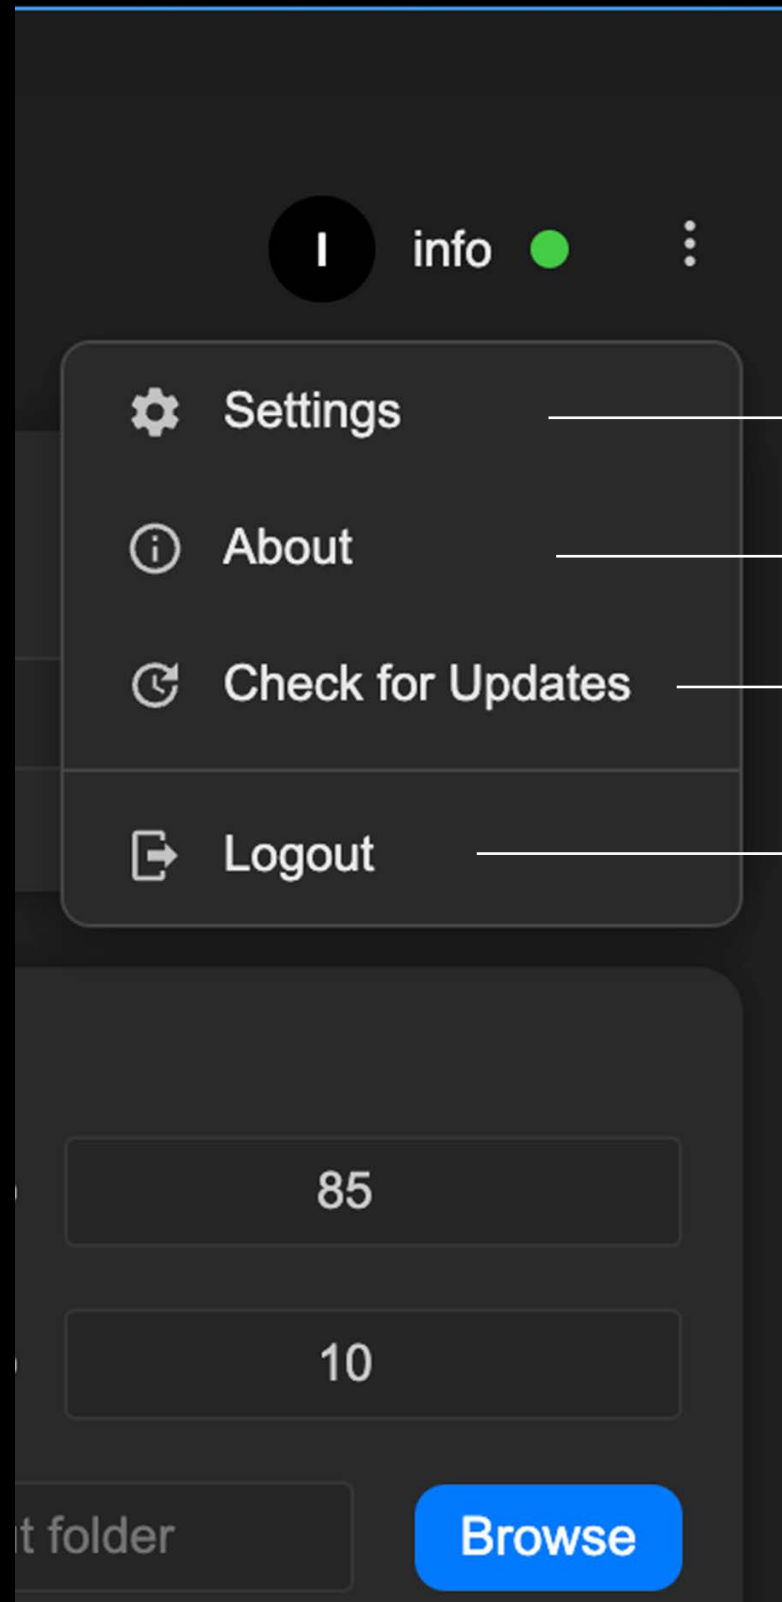 I info
Settings
About
Check for Updates
Logout
85
10
t folder
Browse